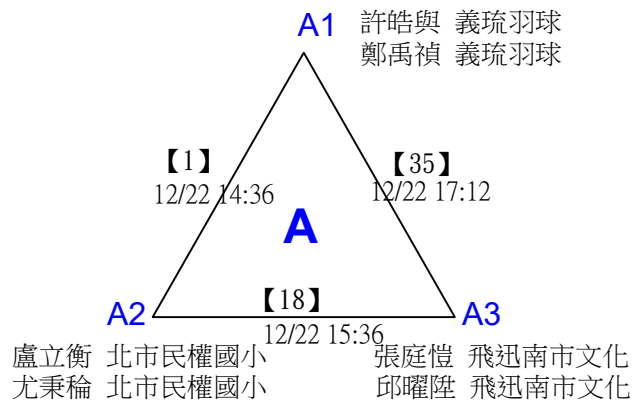 A1 許皓與 義琉羽球
鄭禹禎 義琉羽球
【1】
12/22 14:36
【35】
12/22 17:12
A
【18】
12/22 15:36
A2
A3
盧立衡 北市民權國小
尤秉稐 北市民權國小
張庭愷 飛迅南市文化
邱曜陞 飛迅南市文化